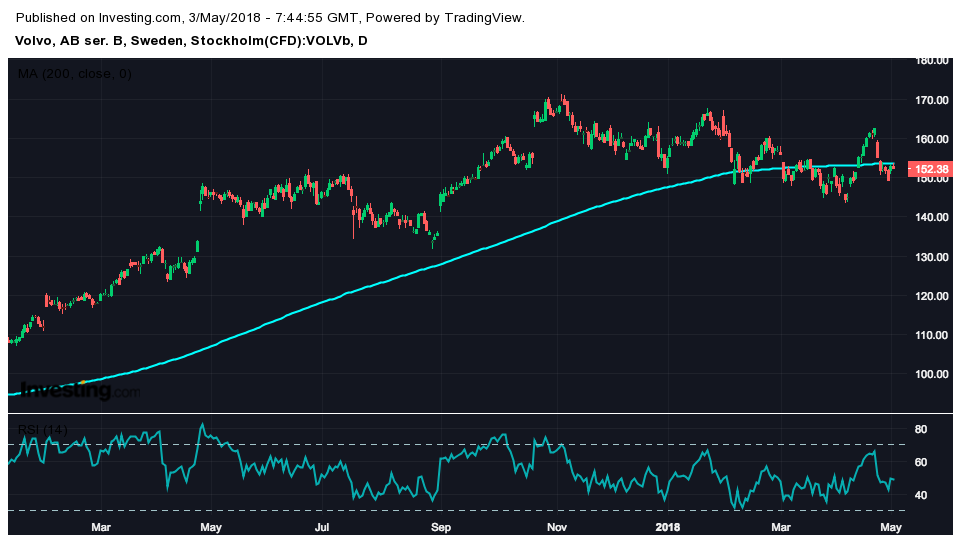 Published on Investing.com, 3/May/2018 - 7:44:55 GMT, Powered by TradingView.
Volvo, AB ser. B, Sweden, Stockholm(CFD):VOLVb, D
MA (200, close, 0)
180.00
170.00
160.00
152.38
150.00
140.00
130.00
120.00
110.00
100.00
Investing.com
RSI (14)
80
60
40
Mar May Jul Sep Nov 2018 Mar May